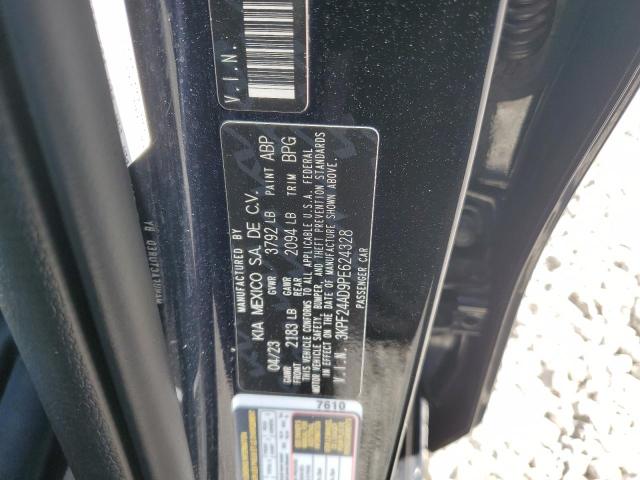 V.I.N.
MANUFACTURED BY
KIA MEXICO S.A. DE C.V.
04/23 GVWR 3792 LB PAINT ABP
GAWR FRONT 2183 LB GAWR REAR 2094 LB TRIM BPG
THIS VEHICLE CONFORMS TO ALL APPLICABLE U.S.A. FEDERAL
MOTOR VEHICLE SAFETY, BUMPER, AND THEFT PREVENTION STANDARDS
IN EFFECT ON THE DATE OF MANUFACTURE SHOWN ABOVE.
V.I.N. 3KPF24AD9PE624328
PASSENGER CAR
7610